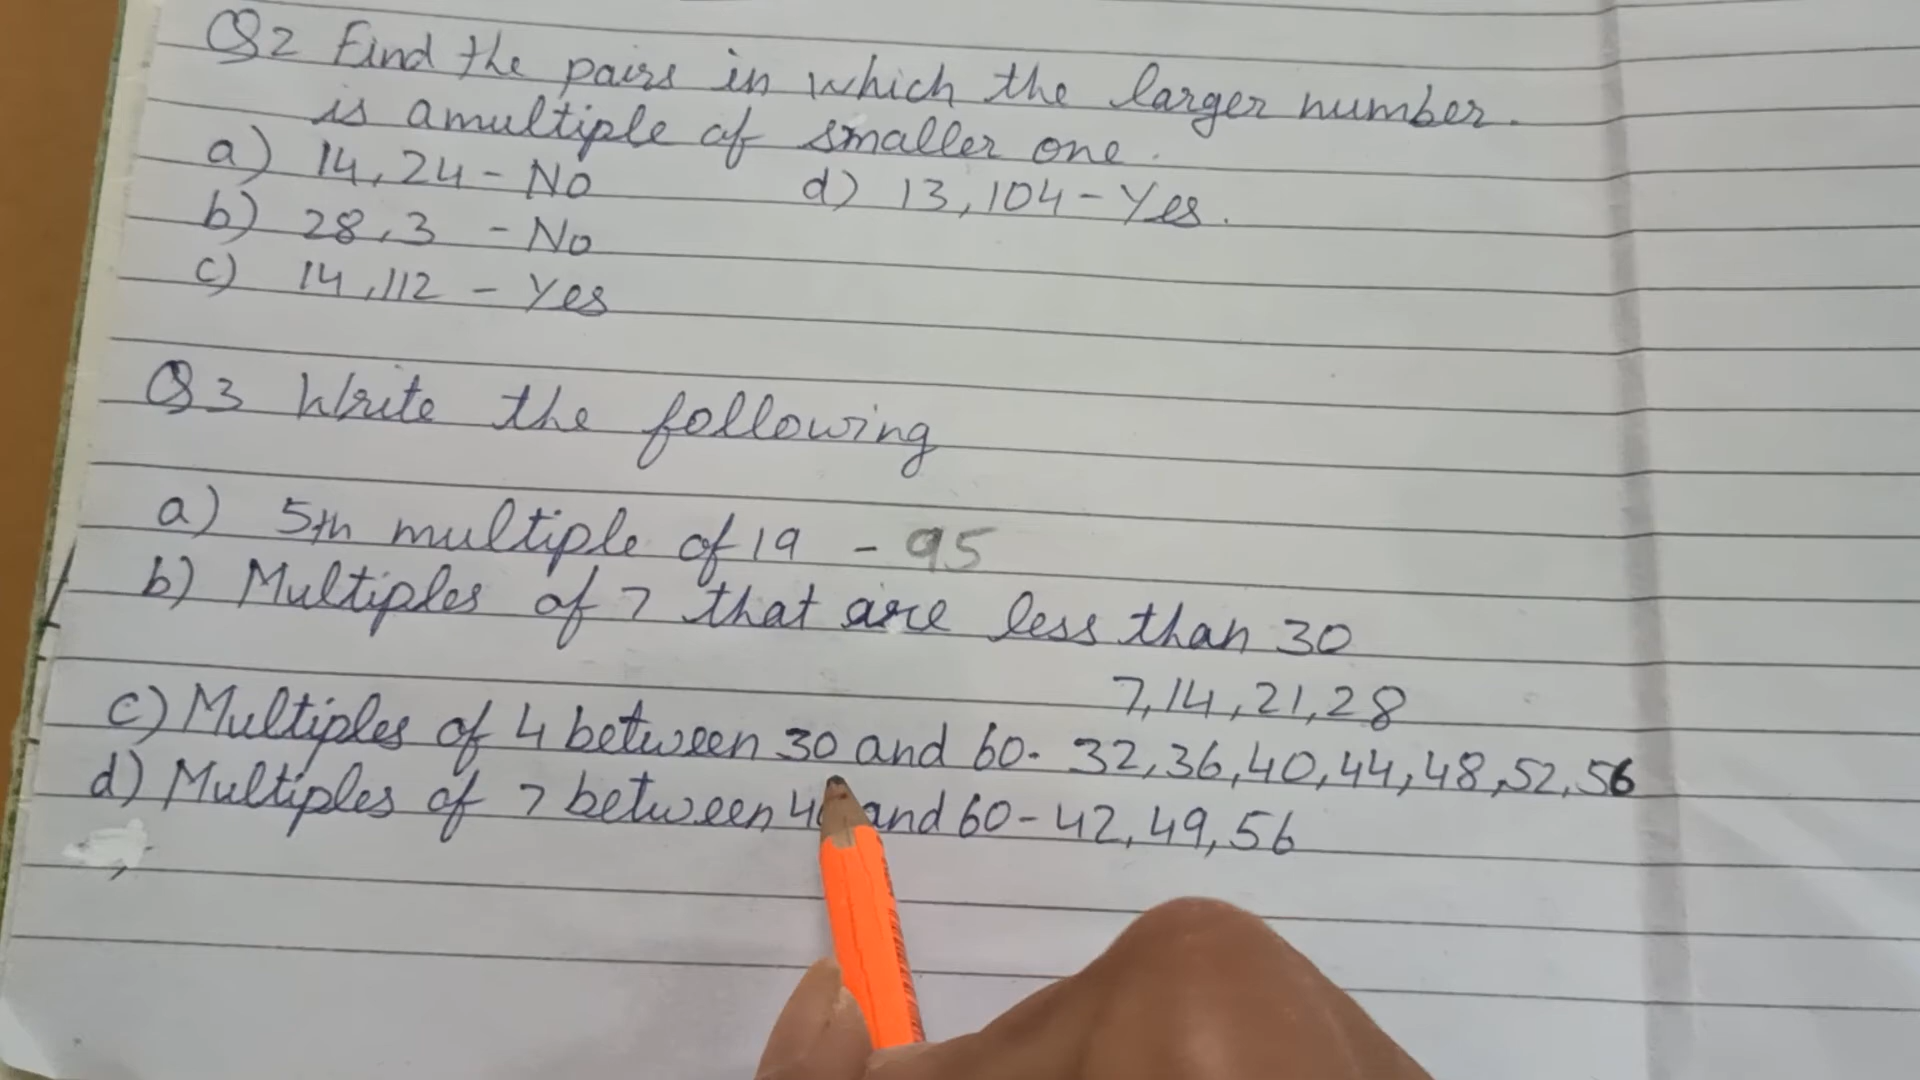 Q2 Find the pairs in which the larger number.
is a multiple of smaller one.
a) 14, 24 - No d) 13, 104 - Yes.
b) 28, 3 - No
c) 14, 112 - Yes
Q3 Write the following
a) 5th multiple of 19 - 95
b) Multiples of 7 that are less than 30
7, 14, 21, 28
c) Multiples of 4 between 30 and 60. 32, 36, 40, 44, 48, 52, 56
d) Multiples of 7 between 40 and 60 - 42, 49, 56